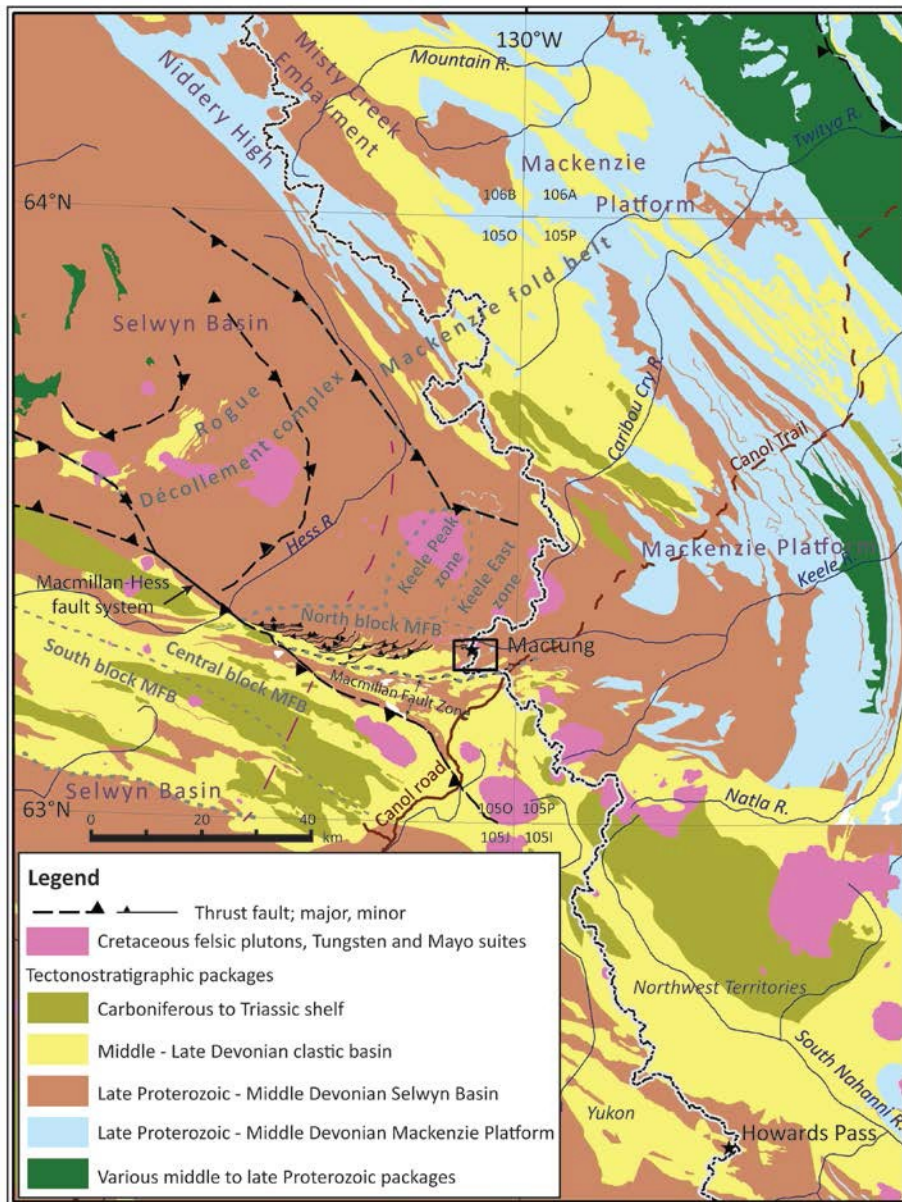 130°W
Misty Creek
Embayment
Mountain R.
Niddery High
Twitya R.
Mackenzie
Platform
64°N
106B 106A
105O 105P
Mackenzie fold belt
Selwyn Basin
Rogue
Décollement complex
Caribou Cry R.
Canol Trail
Hess R.
Keele Peak
zone
Keele East
zone
Mackenzie Platform
Keele R.
Macmillan-Hess
fault system
North block MFB
Mactung
Central block MFB
South block MFB
Macmillan Fault Zone
Selwyn Basin
63°N
Canol road
Natla R.
105O 105P
105J 105I
0 20 40
km
Legend
Thrust fault; major, minor
Cretaceous felsic plutons, Tungsten and Mayo suites
Tectonostratigraphic packages
Carboniferous to Triassic shelf
Middle - Late Devonian clastic basin
Late Proterozoic - Middle Devonian Selwyn Basin
Late Proterozoic - Middle Devonian Mackenzie Platform
Various middle to late Proterozoic packages
Northwest Territories
South Nahanni R.
Yukon
Howards Pass